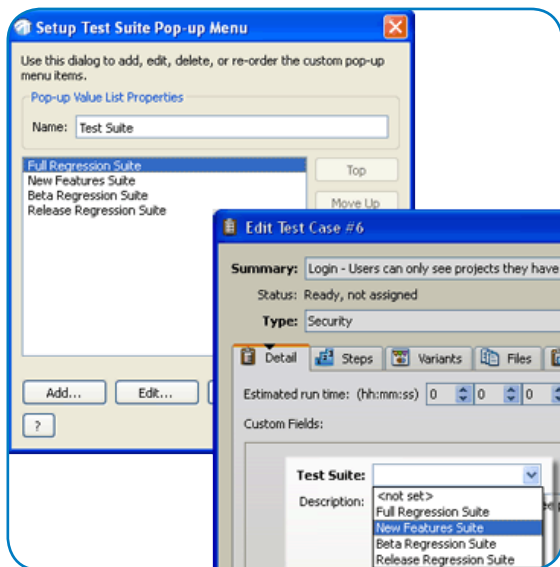 Setup Test Suite Pop-up Menu
Use this dialog to add, edit, delete, or re-order the custom pop-up
menu items.
Pop-up Value List Properties
Name: Test Suite
Full Regression Suite
New Features Suite
Beta Regression Suite
Release Regression Suite
Top
Move Up
Add...
Edit...
?
Edit Test Case #6
Summary: Login - Users can only see projects they have
Status: Ready, not assigned
Type: Security
Detail Steps Variants Files
Estimated run time: (hh:mm:ss) 0 0 0
Custom Fields:
Test Suite:
Description:
<not set>
Full Regression Suite
New Features Suite
Beta Regression Suite
Release Regression Suite